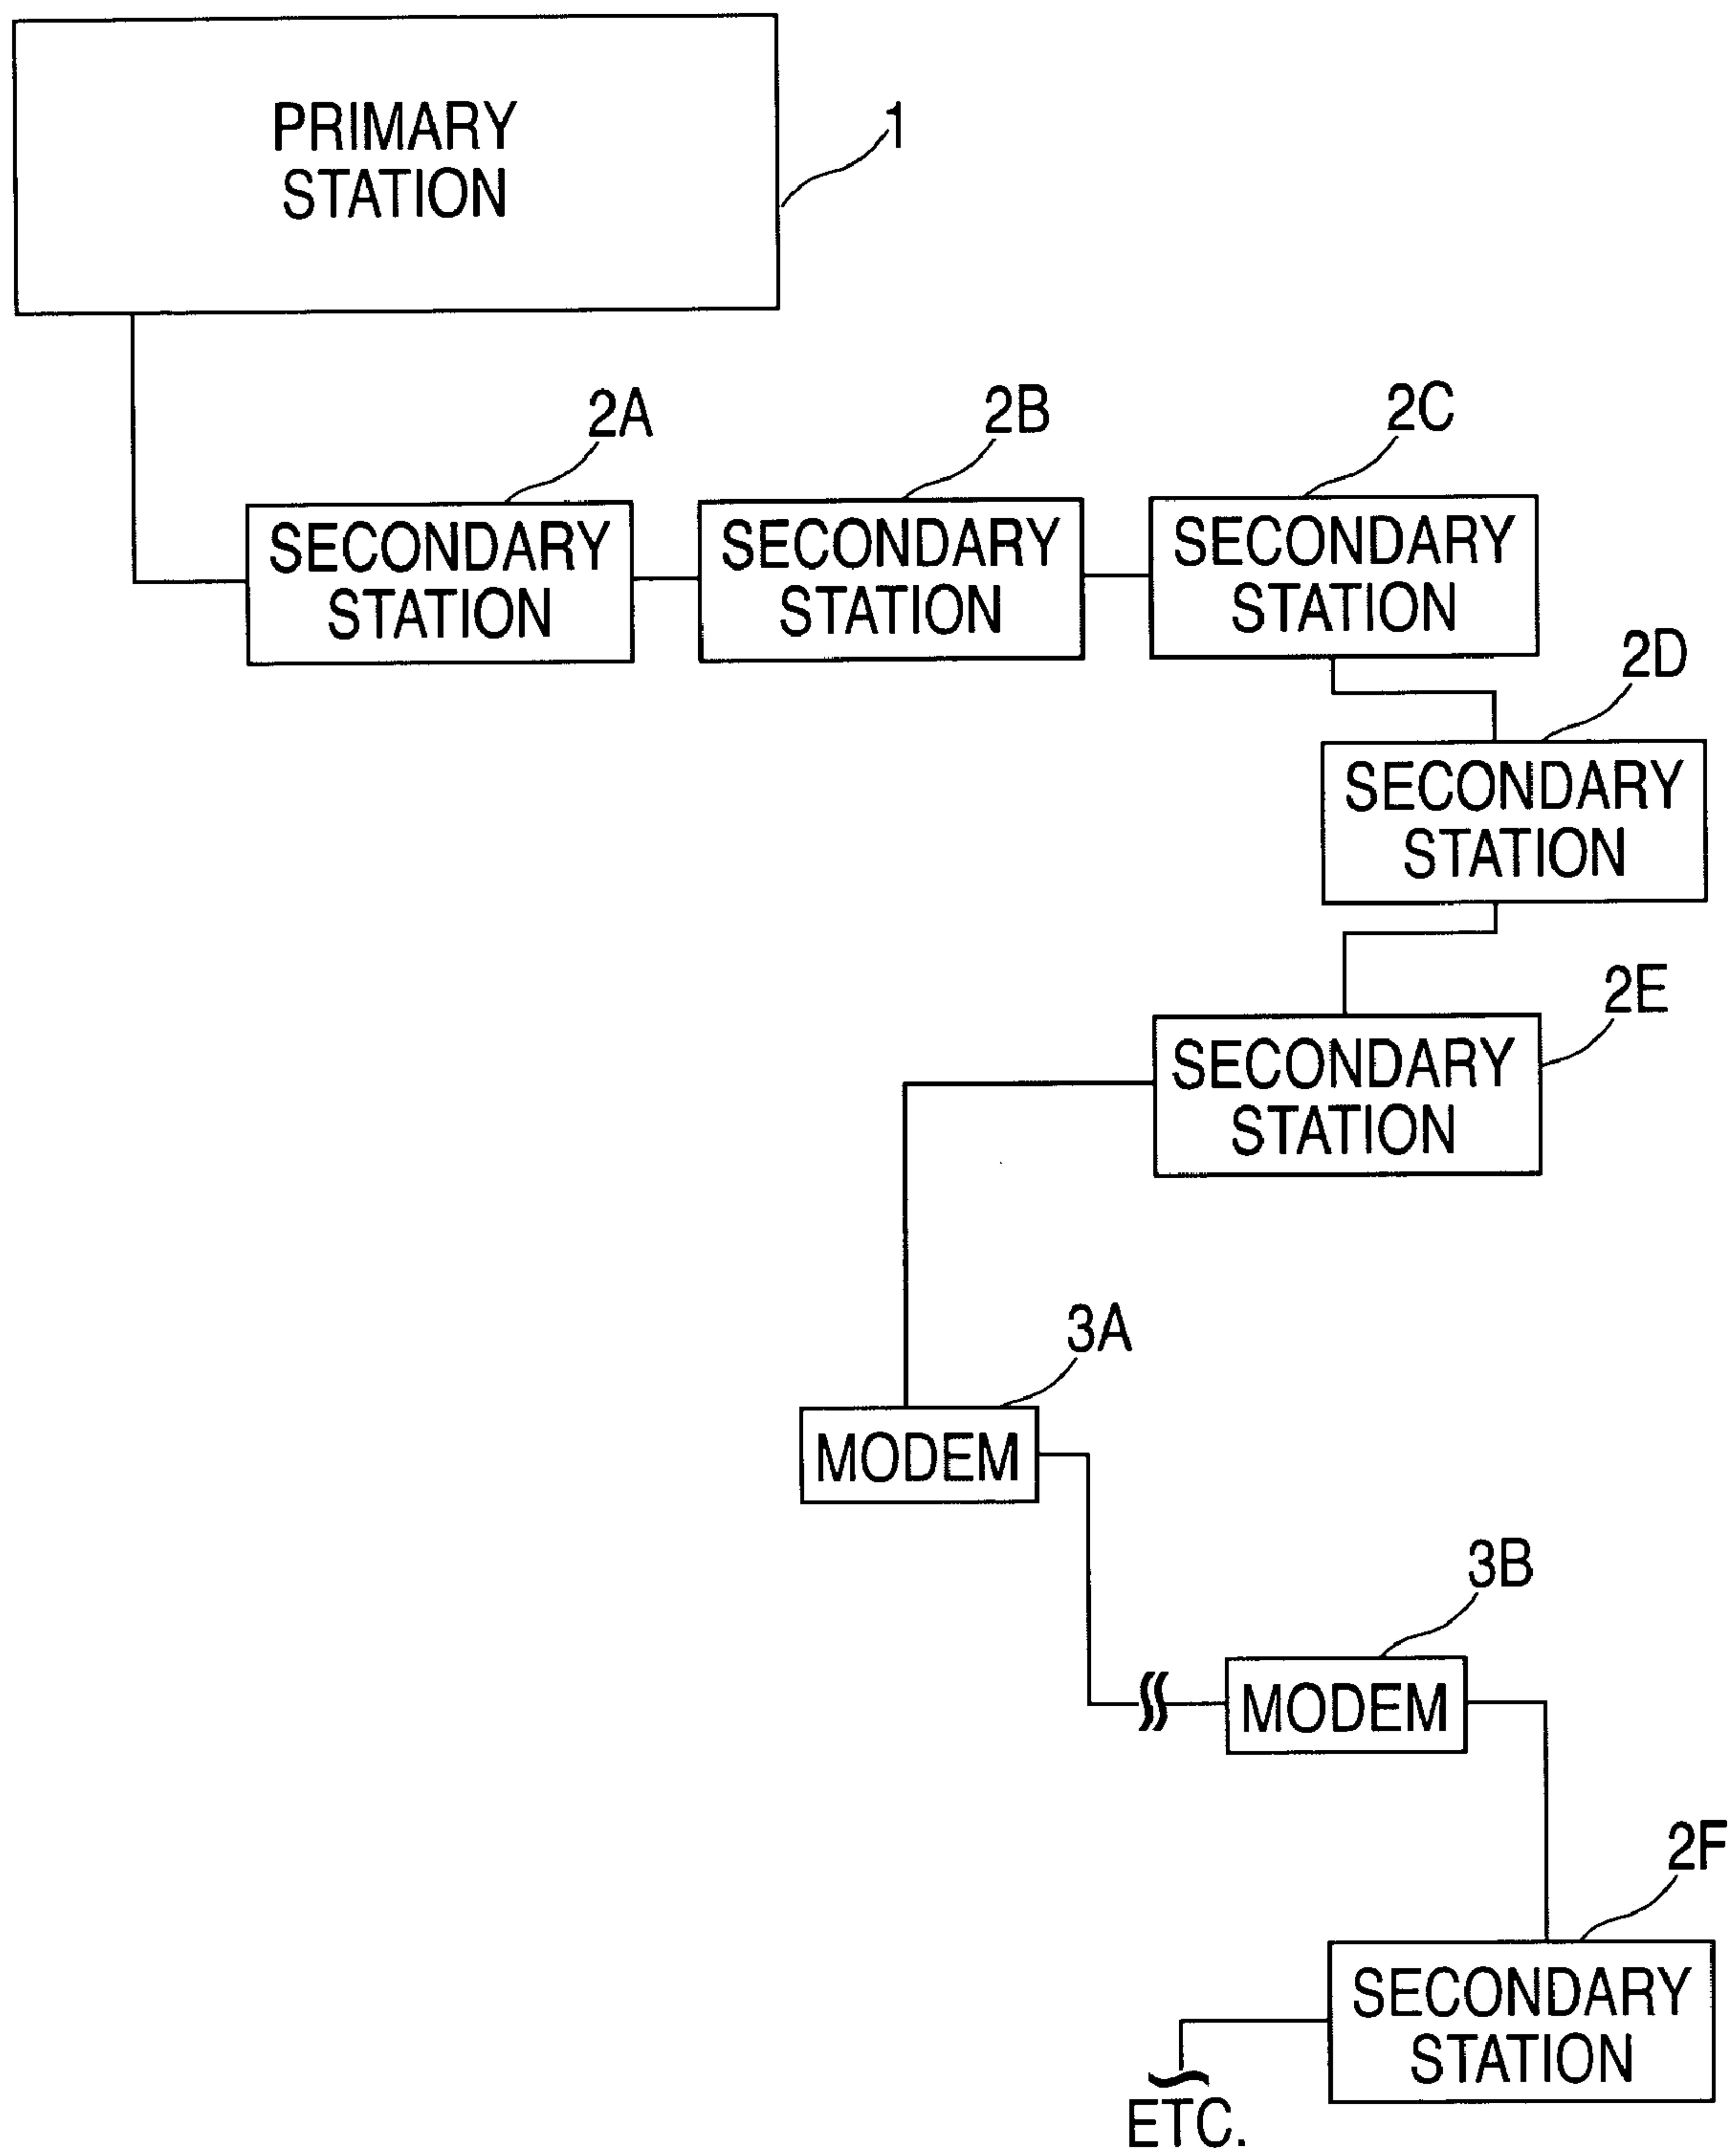 PRIMARY
STATION
1
2A
2B
2C
SECONDARY
STATION
SECONDARY
STATION
SECONDARY
STATION
2D
SECONDARY
STATION
2E
SECONDARY
STATION
3A
MODEM
3B
MODEM
2F
SECONDARY
STATION
ETC.